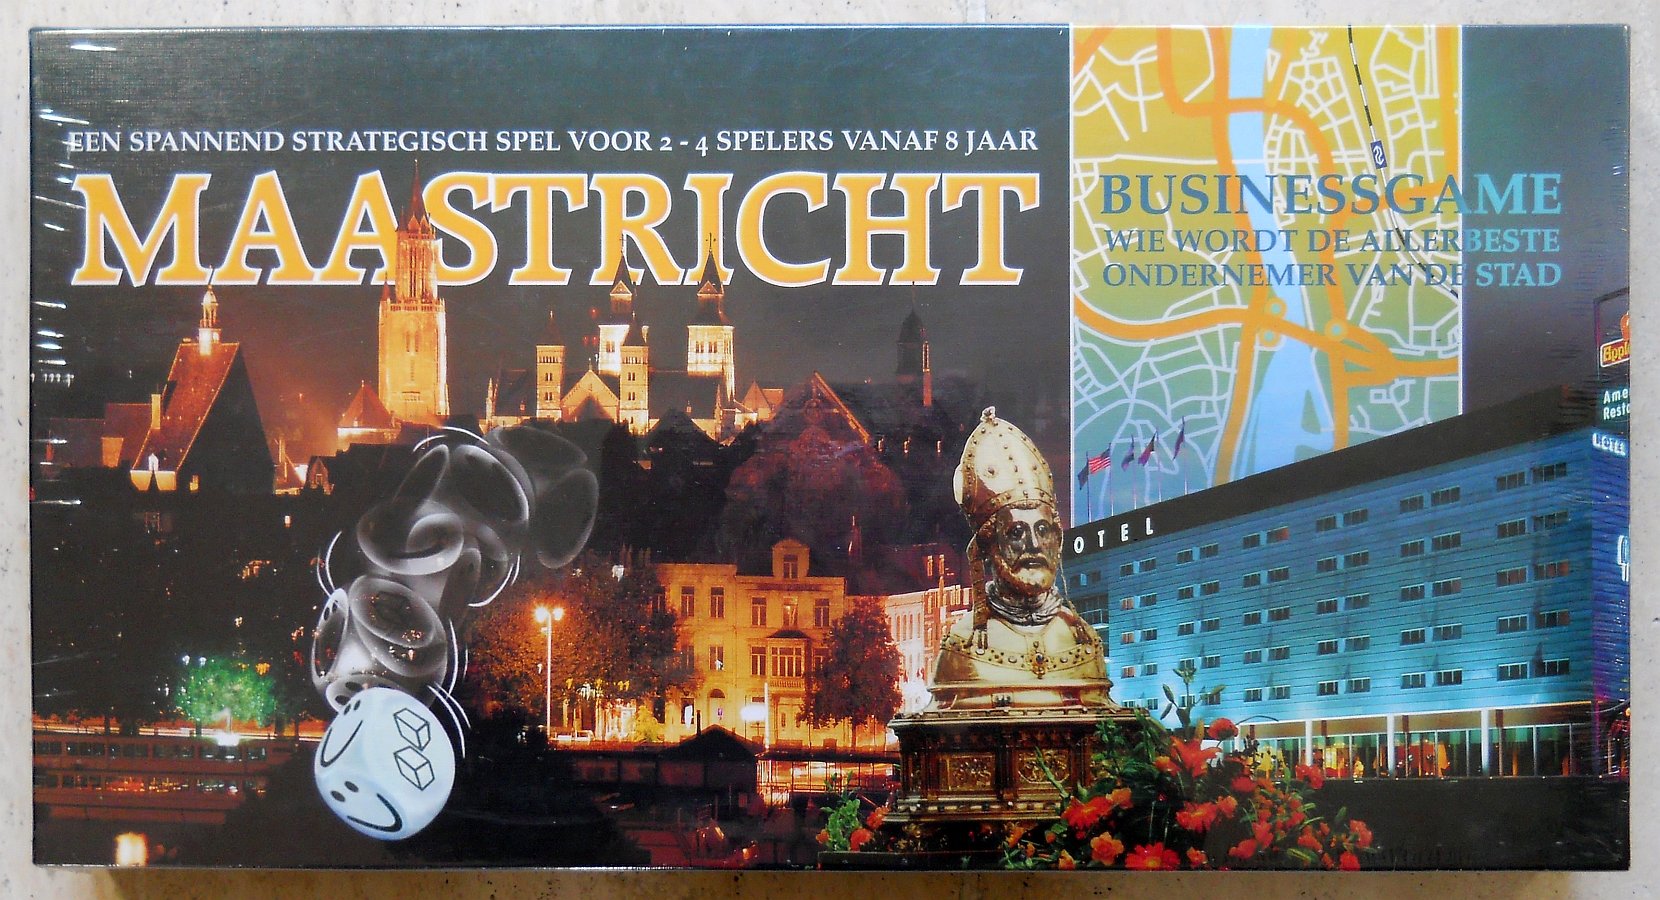 EEN SPANNEND STRATEGISCH SPEL VOOR 2 - 4 SPELERS VANAF 8 JAAR
MAASTRICHT
BUSINESSGAME
WIE WORDT DE ALLERBESTE
ONDERNEMER VAN DE STAD
OTEL
HOTEL